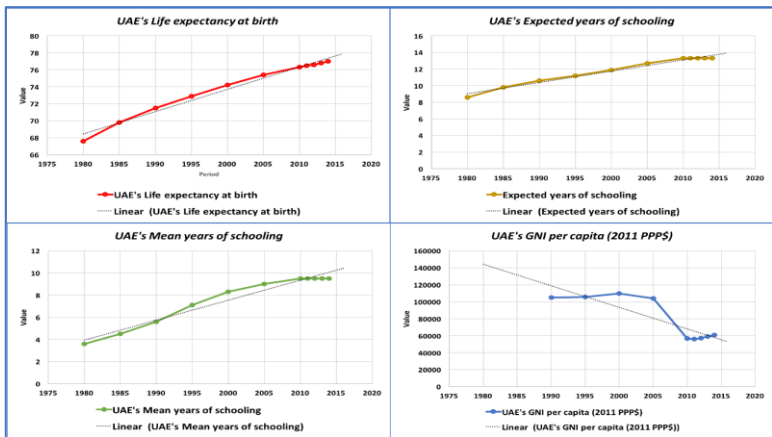 UAE's Life expectancy at birth
80
78
76
74
72
70
68
66
Value
1975 1980 1985 1990 1995 2000 2005 2010 2015 2020
Period
UAE's Life expectancy at birth
Linear (UAE's Life expectancy at birth)
UAE's Expected years of schooling
16
14
12
10
8
6
4
2
0
Value
1975 1980 1985 1990 1995 2000 2005 2010 2015 2020
Expected years of schooling
Linear (Expected years of schooling)
UAE's Mean years of schooling
12
10
8
6
4
2
0
Value
1975 1980 1985 1990 1995 2000 2005 2010 2015 2020
UAE's Mean years of schooling
Linear (UAE's Mean years of schooling)
UAE's GNI per capita (2011 PPP$)
160000
140000
120000
100000
80000
60000
40000
20000
0
Value
1975 1980 1985 1990 1995 2000 2005 2010 2015 2020
UAE's GNI per capita (2011 PPP$)
Linear (UAE's GNI per capita (2011 PPP$))